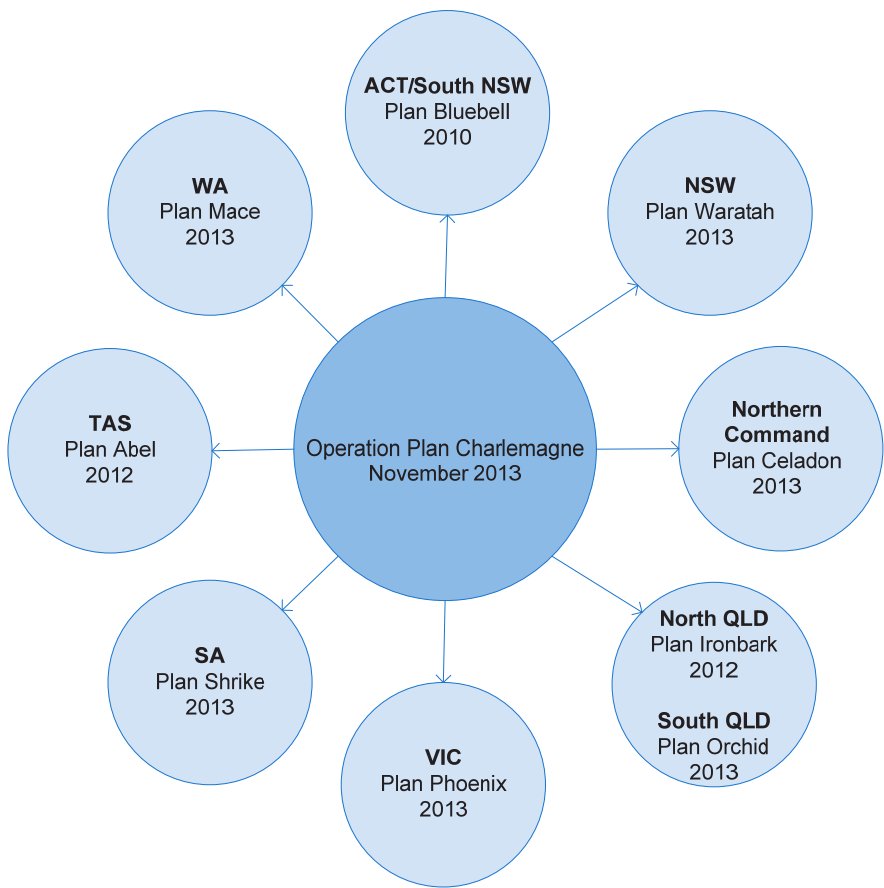 ACT/South NSW
Plan Bluebell
2010
WA
Plan Mace
2013
NSW
Plan Waratah
2013
TAS
Plan Abel
2012
Operation Plan Charlemagne
November 2013
Northern
Command
Plan Celadon
2013
SA
Plan Shrike
2013
VIC
Plan Phoenix
2013
North QLD
Plan Ironbark
2012
South QLD
Plan Orchid
2013